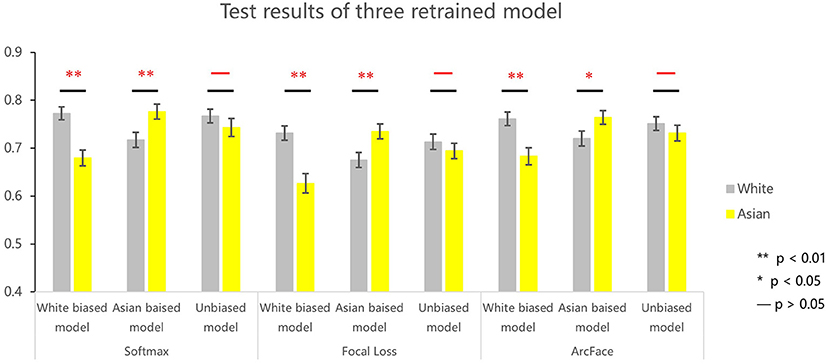 Test results of three retrained model
0.9
** ** — ** ** — ** * —
0.8
0.7
0.6
0.5
0.4
White
Asian
** p < 0.01
* p < 0.05
— p > 0.05
White biased Asian baised Unbiased White biased Asian baised Unbiased White biased Asian baised Unbiased
model model model model model model model model model
Softmax Focal Loss ArcFace